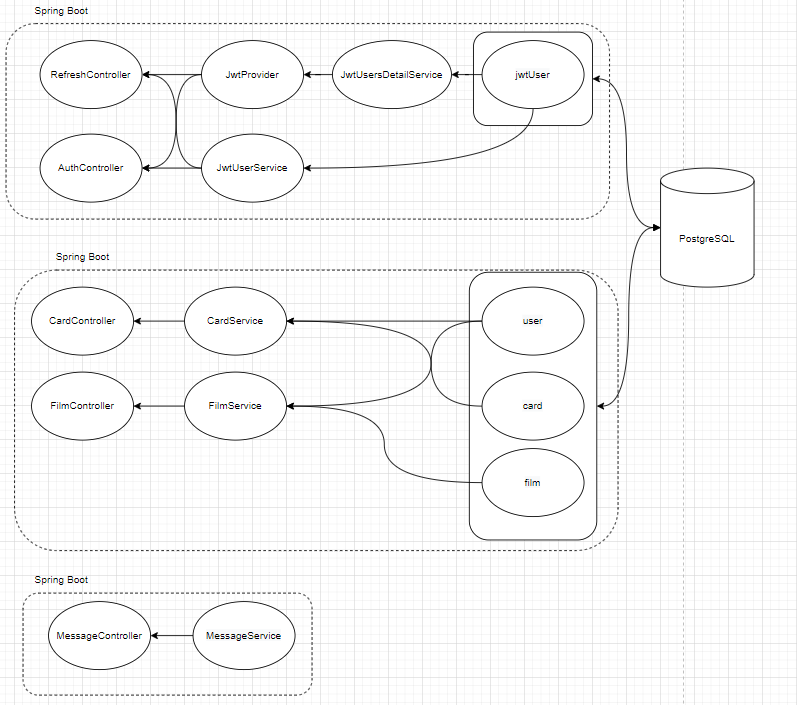 Spring Boot
RefreshController
JwtProvider
JwtUsersDetailService
jwtUser
AuthController
JwtUserService
PostgreSQL
Spring Boot
CardController
CardService
user
FilmController
FilmService
card
film
Spring Boot
MessageController
MessageService